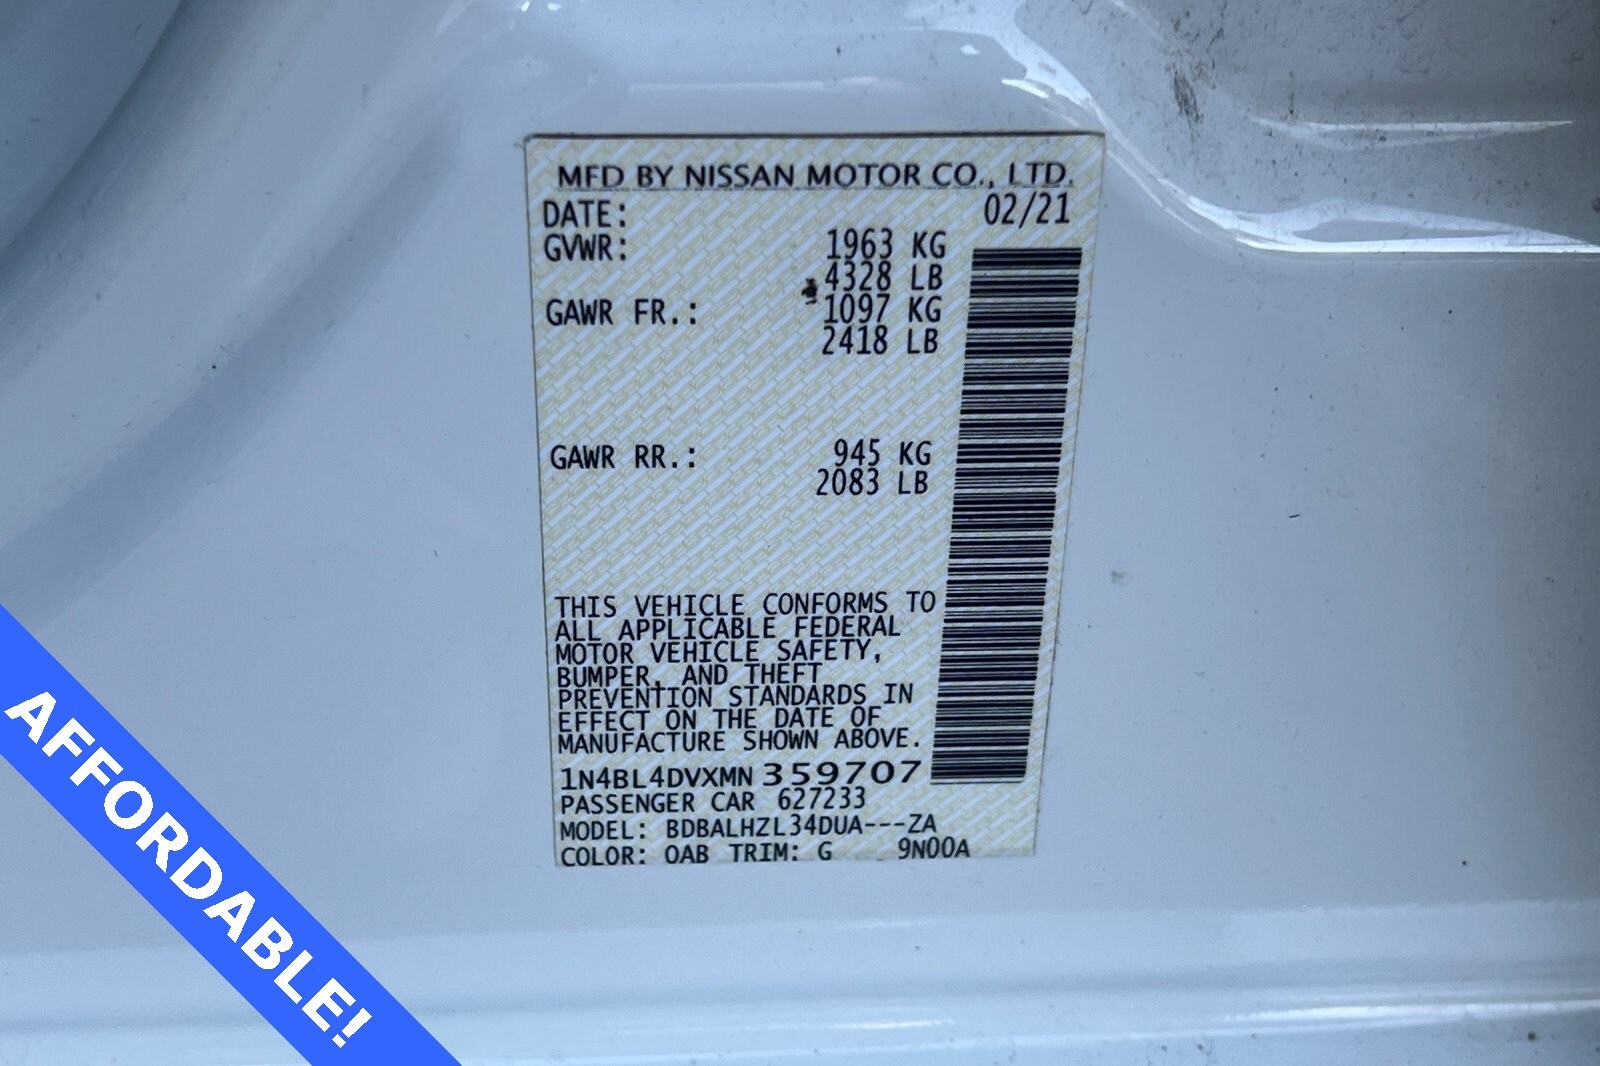 MFD BY NISSAN MOTOR CO., LTD.
DATE: 02/21
GVWR: 1963 KG
4328 LB
GAWR FR.: 1097 KG
2418 LB
GAWR RR.: 945 KG
2083 LB
THIS VEHICLE CONFORMS TO
ALL APPLICABLE FEDERAL
MOTOR VEHICLE SAFETY,
BUMPER, AND THEFT
PREVENTION STANDARDS IN
EFFECT ON THE DATE OF
MANUFACTURE SHOWN ABOVE.
1N4BL4DVXMN359707
PASSENGER CAR 627233
MODEL: BDBALHZL34DUA---ZA
COLOR: QAB TRIM: G 9N00A
AFFORDABLE!